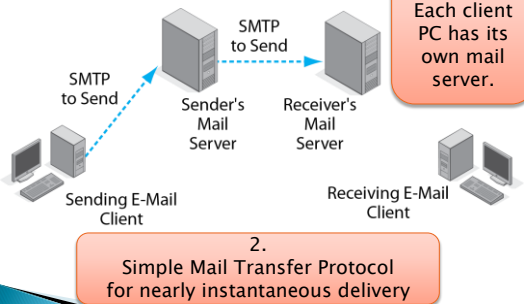 Each client
PC has its
own mail
server.
SMTP
to Send
SMTP
to Send
Sender's
Mail
Server
Receiver's
Mail
Server
Sending E-Mail
Client
Receiving E-Mail
Client
2.
Simple Mail Transfer Protocol
for nearly instantaneous delivery